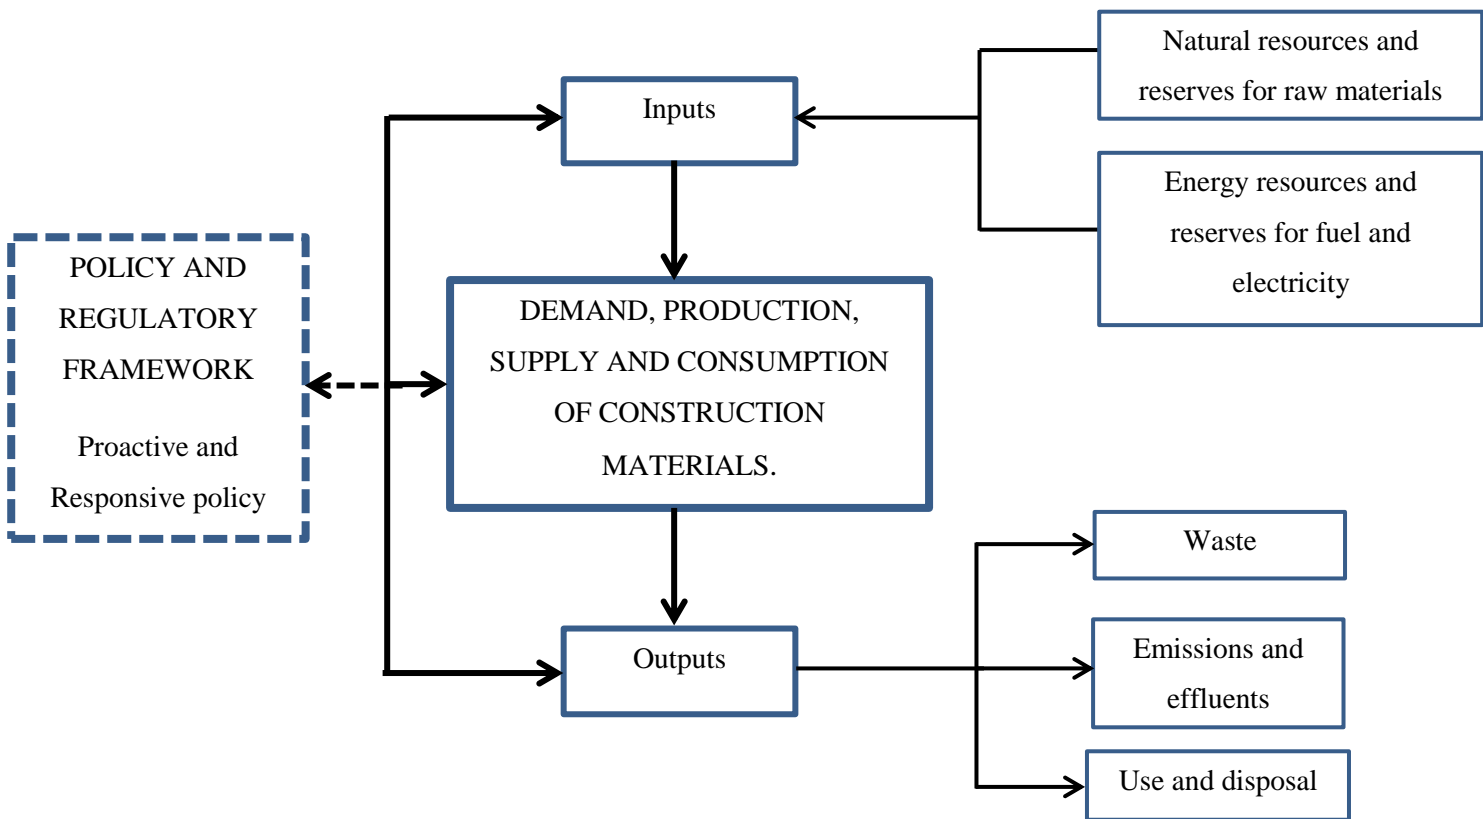 Natural resources and
reserves for raw materials
Inputs
Energy resources and
reserves for fuel and
electricity
POLICY AND
REGULATORY
FRAMEWORK
Proactive and
Responsive policy
DEMAND, PRODUCTION,
SUPPLY AND CONSUMPTION
OF CONSTRUCTION
MATERIALS.
Waste
Outputs
Emissions and
effluents
Use and disposal